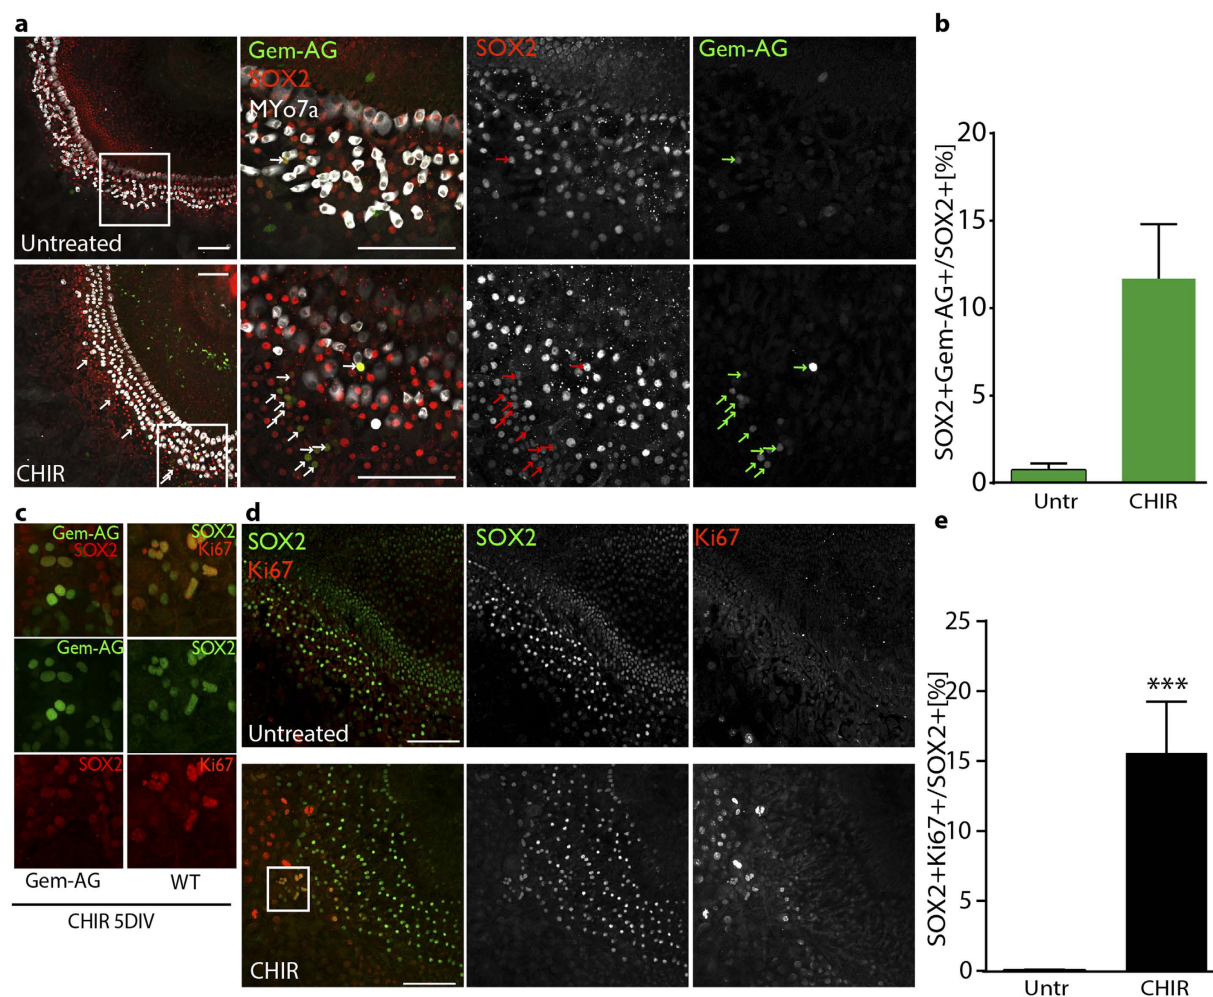 a
Gem-AG
SOX2
MYo7a
SOX2
Gem-AG
Untreated
CHIR
b
SOX2+Gem-AG+/SOX2+[%]
20
15
10
5
0
Untr
CHIR
c
Gem-AG
SOX2
SOX2
Ki67
Gem-AG
SOX2
SOX2
Ki67
Gem-AG
WT
CHIR 5DIV
d
SOX2
Ki67
SOX2
Ki67
Untreated
CHIR
e
SOX2+Ki67+/SOX2+[%]
25
20
15
10
5
0
***
Untr
CHIR